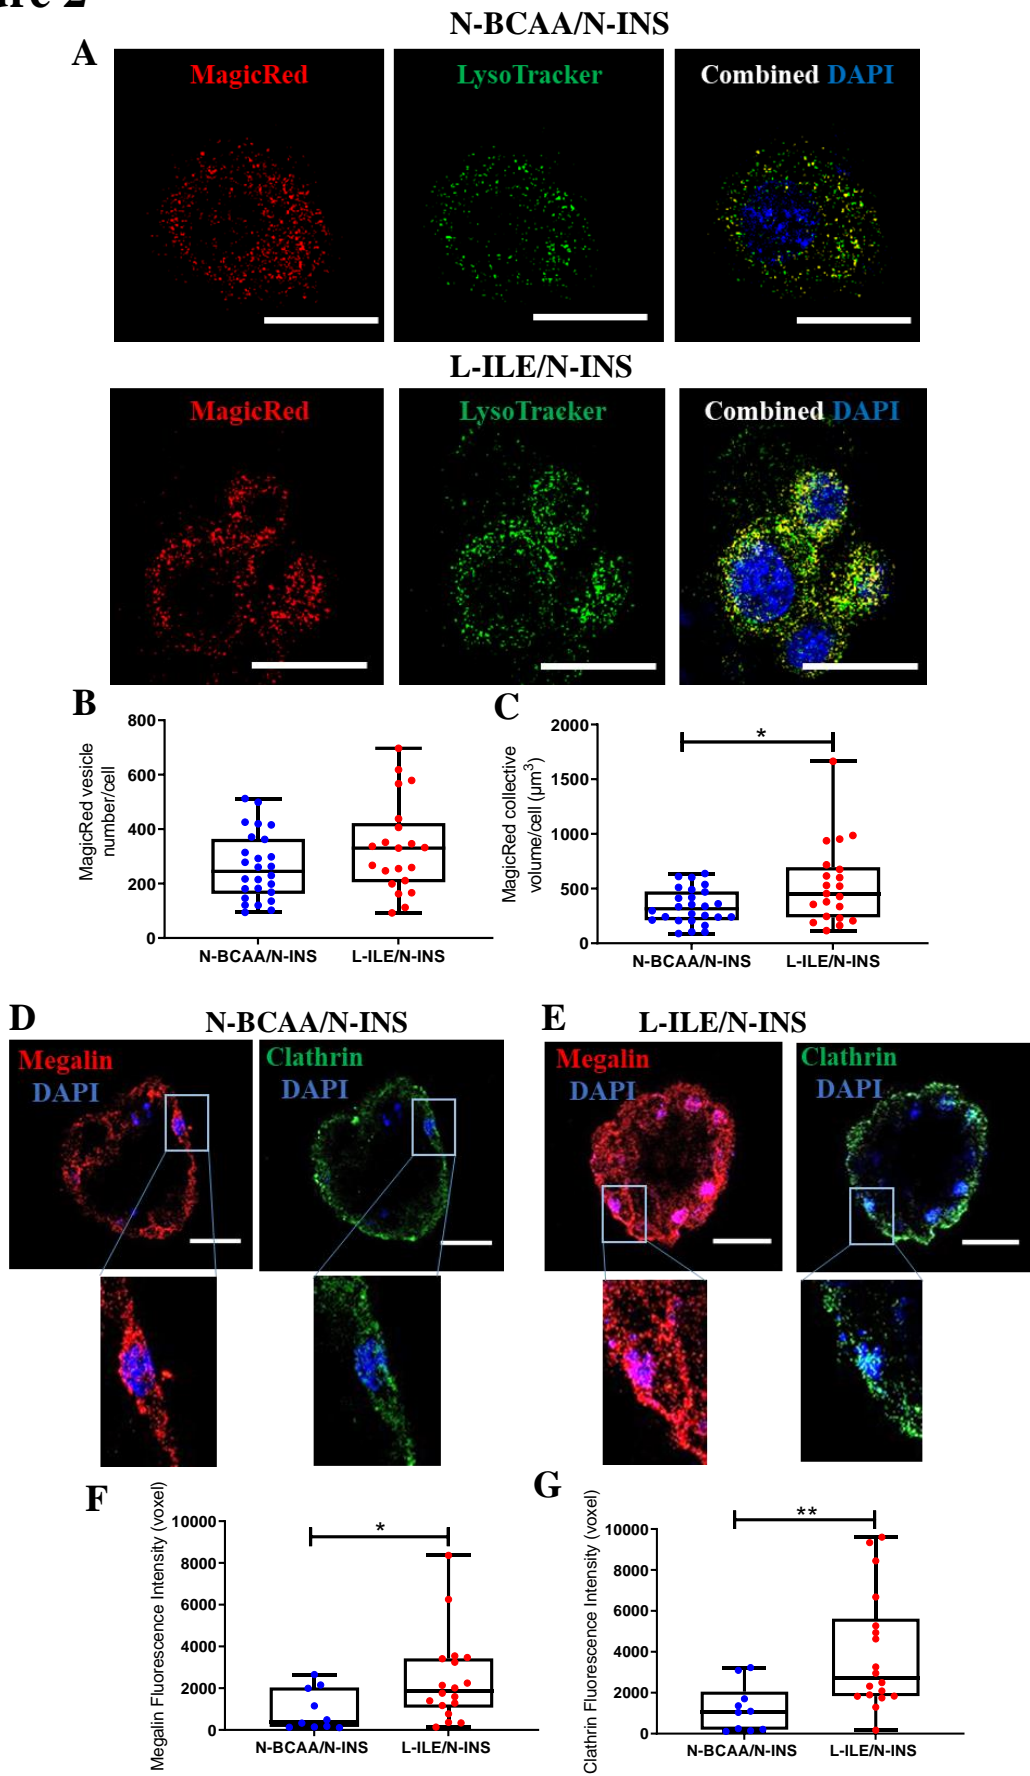 N-BCAA/N-INS
A
MagicRed
LysoTracker
Combined DAPI
L-ILE/N-INS
MagicRed
LysoTracker
Combined DAPI
B
MagicRed vesicle
number/cell
800
600
400
200
0
N-BCAA/N-INS
L-ILE/N-INS
C
MagicRed collective
volume/cell (µm³)
2000
1500
1000
500
0
*
N-BCAA/N-INS
L-ILE/N-INS
D
N-BCAA/N-INS
Megalin
DAPI
Clathrin
DAPI
E
L-ILE/N-INS
Megalin
DAPI
Clathrin
DAPI
F
Megalin Fluorescence Intensity (voxel)
10000
8000
6000
4000
2000
0
*
N-BCAA/N-INS
L-ILE/N-INS
G
Clathrin Fluorescence Intensity (voxel)
10000
8000
6000
4000
2000
0
**
N-BCAA/N-INS
L-ILE/N-INS